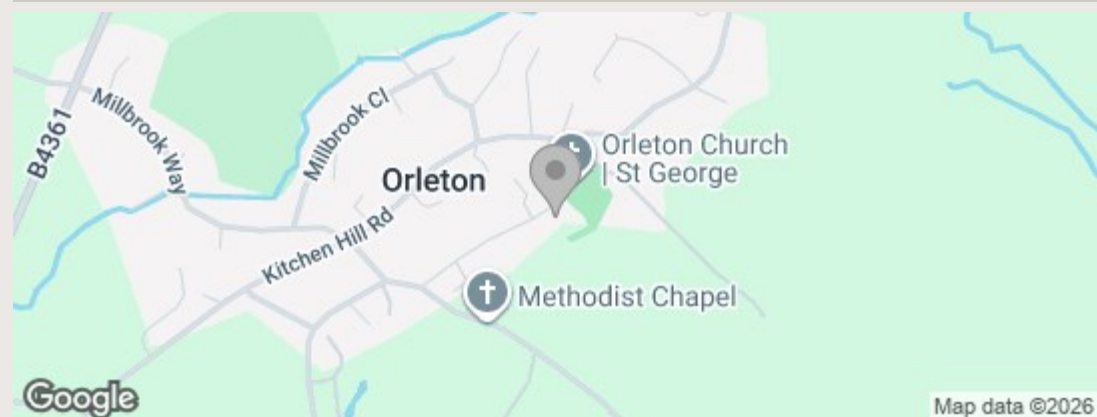 B4361
Millbrook Way
Millbrook Cl
Orleton
Kitchen Hill Rd
Orleton Church
| St George
Methodist Chapel
Google
Map data ©2026